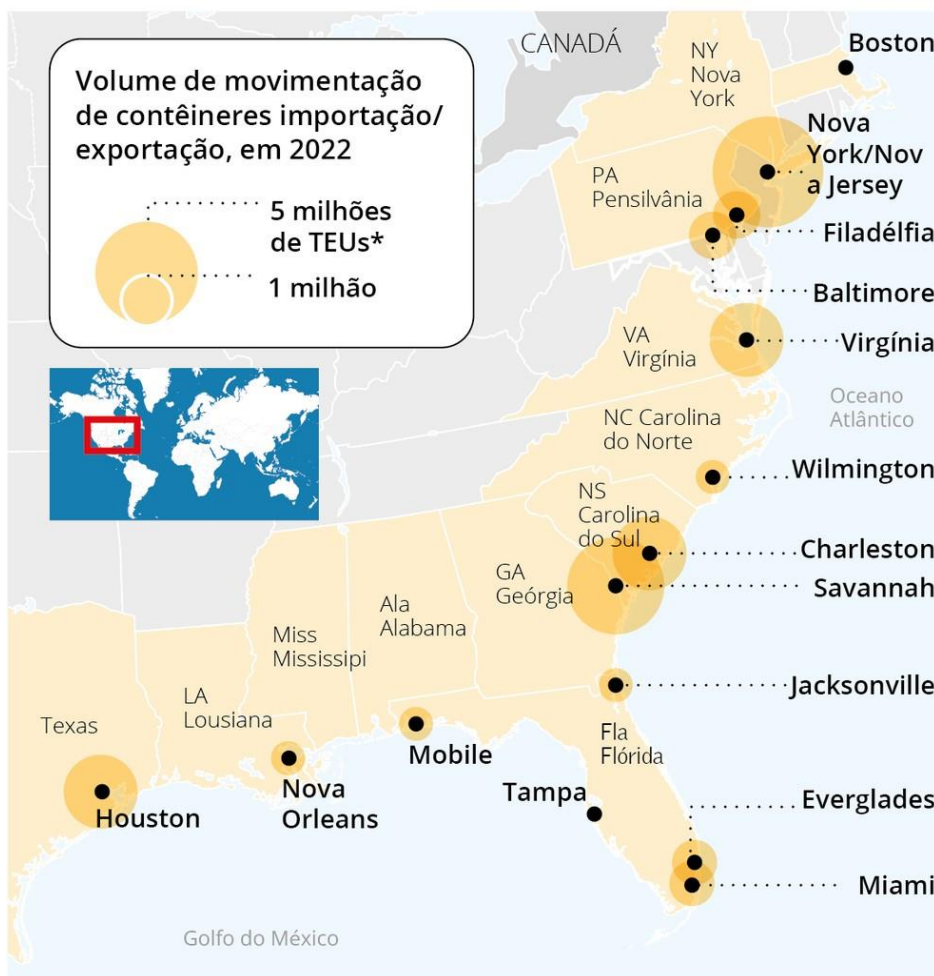 Volume de movimentação
de contêineres importação/
exportação, em 2022
5 milhões
de TEUs*
1 milhão
CANADÁ
NY
Nova
York
Boston
Nova
York/Nov
a Jersey
PA
Pensilvânia
Filadélfia
Baltimore
VA
Virgínia
Virgínia
Oceano
Atlântico
NC Carolina
do Norte
Wilmington
NS
Carolina
do Sul
Charleston
GA
Geórgia
Savannah
Ala
Alabama
Miss
Mississipi
Jacksonville
LA
Lousiana
Texas
Fla
Flórida
Mobile
Nova
Orleans
Houston
Tampa
Everglades
Miami
Golfo do México